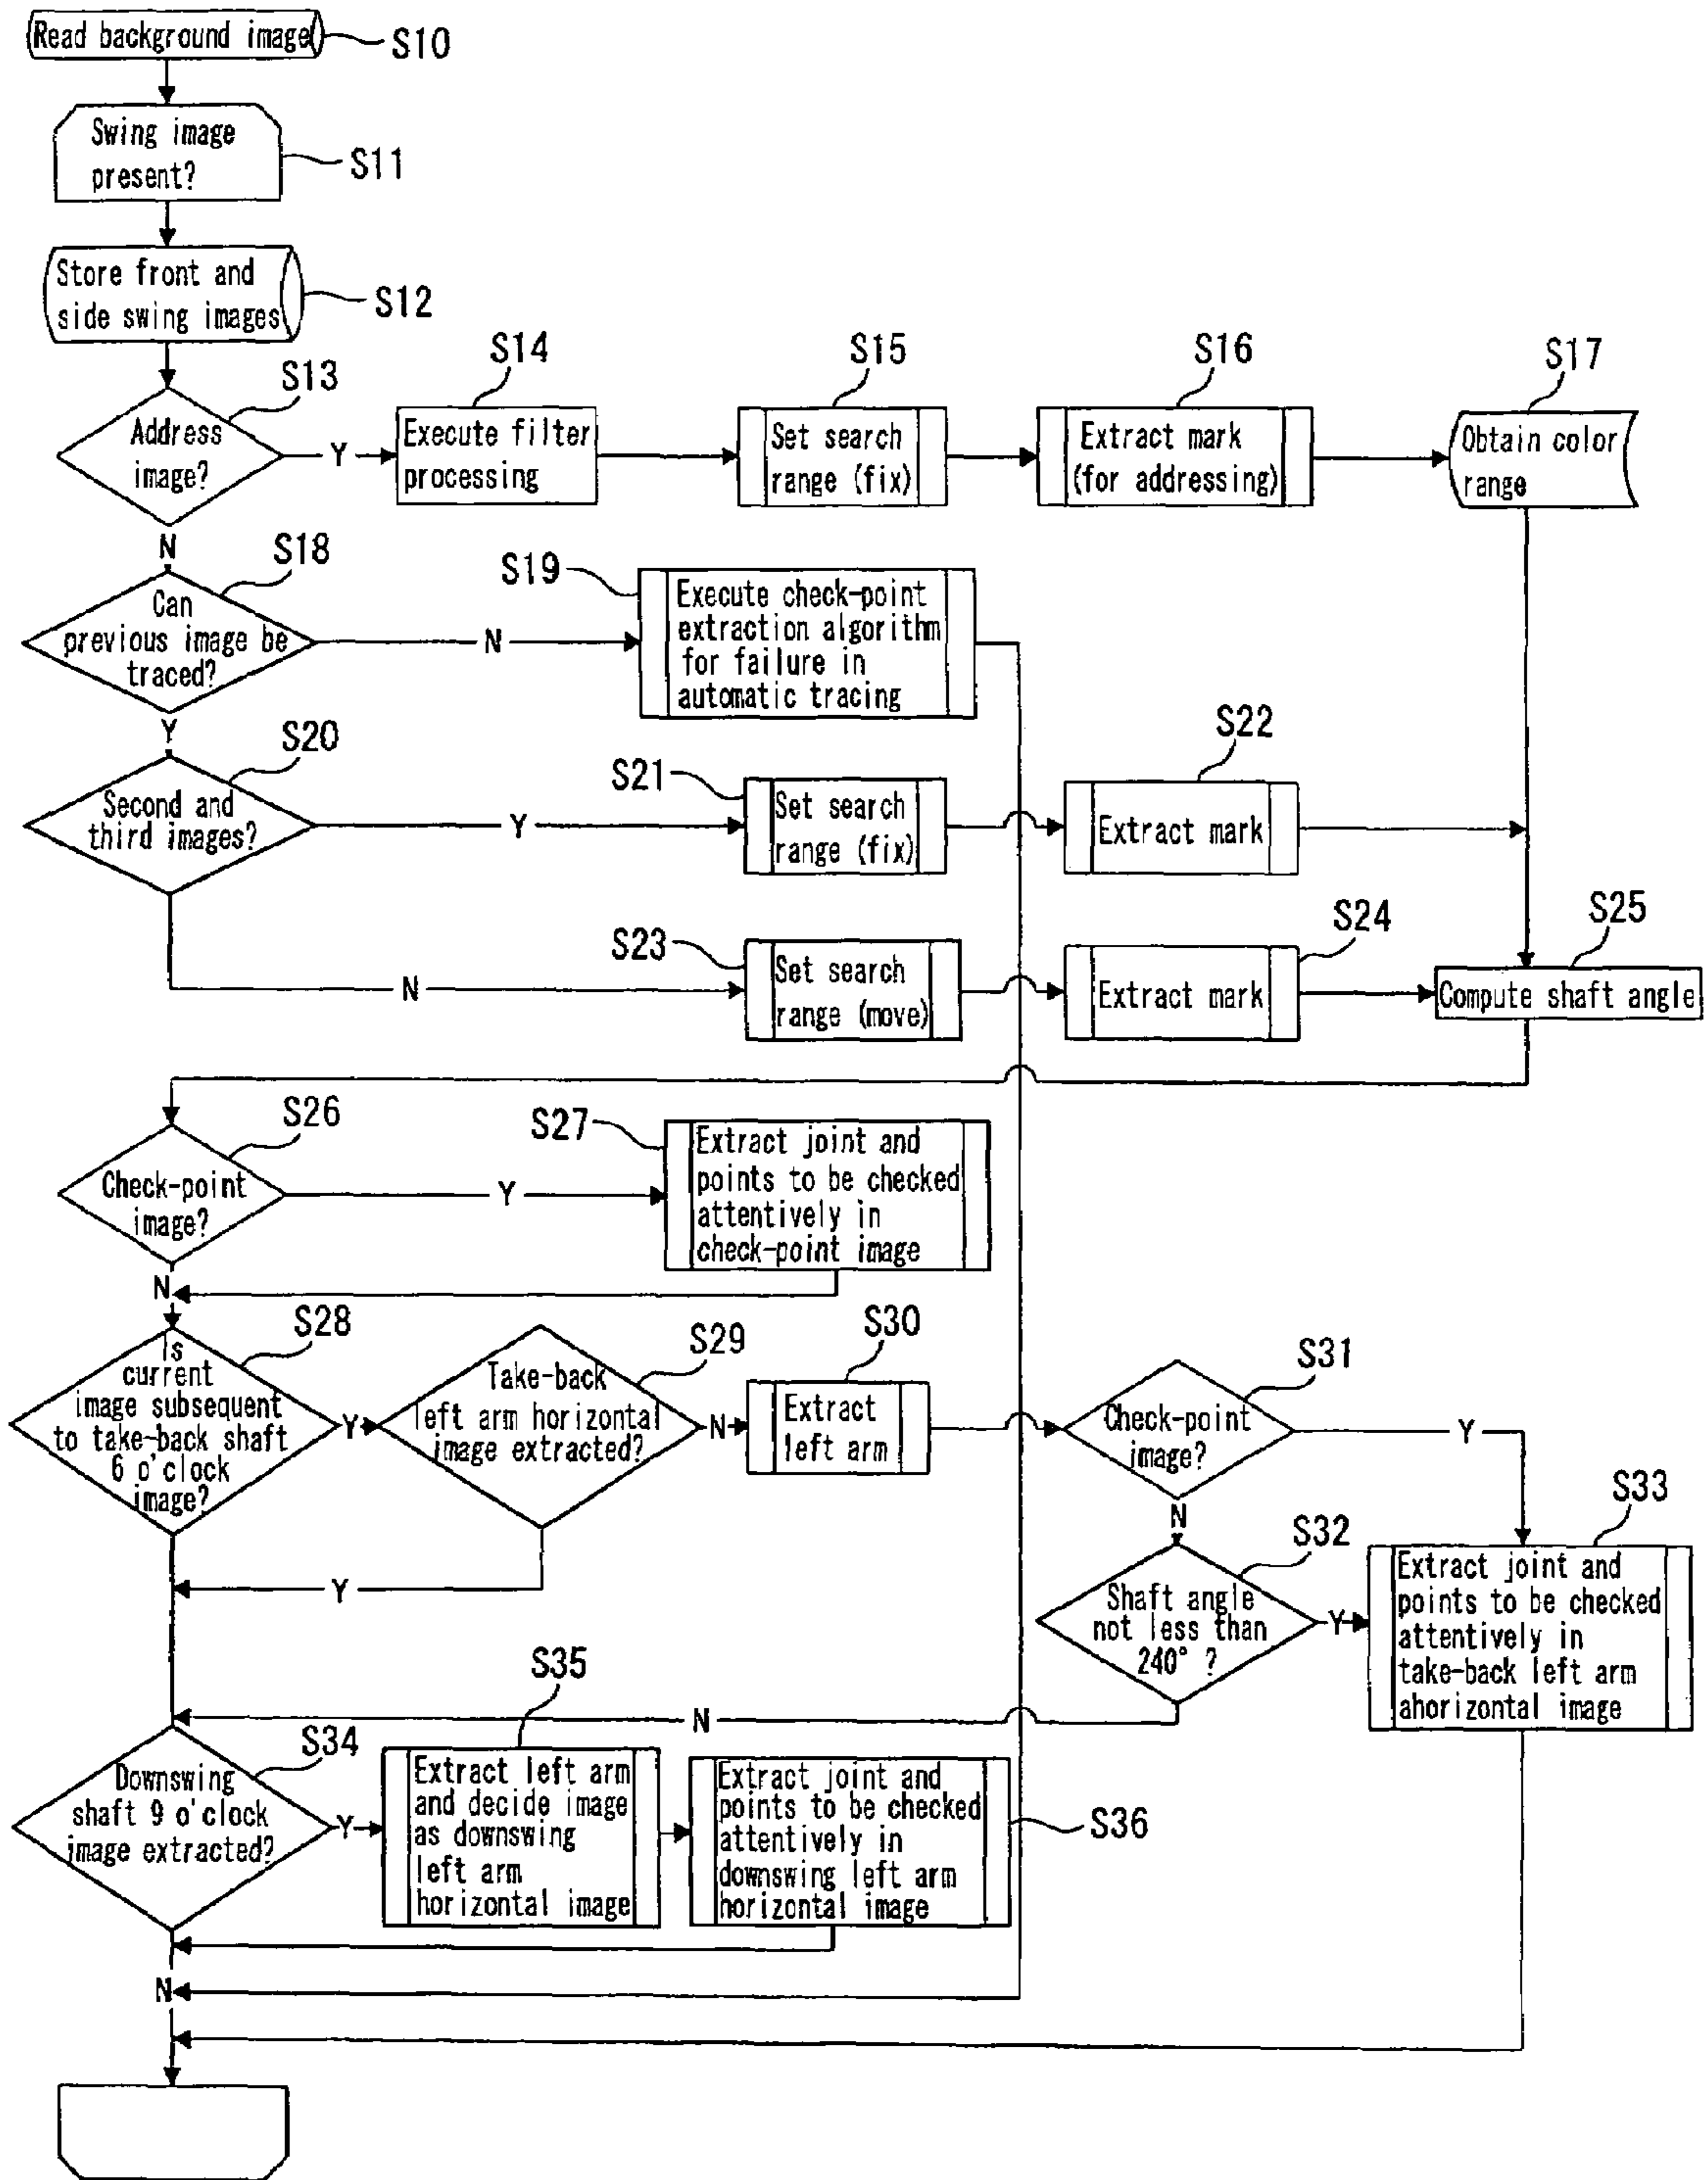 Read background image
S10
Swing image
present?
S11
Store front and
side swing images
S12
S13
Address
image?
Y
N
S14
Execute filter
processing
S15
Set search
range (fix)
S16
Extract mark
(for addressing)
S17
Obtain color
range
S18
Can
previous image be
traced?
N
Y
S19
Execute check-point
extraction algorithm
for failure in
automatic tracing
S20
Second and
third images?
Y
N
S21
Set search
range (fix)
S22
Extract mark
S23
Set search
range (move)
S24
Extract mark
S25
Compute shaft angle
S26
Check-point
image?
Y
N
S27
Extract joint and
points to be checked
attentively in
check-point image
S28
Is
current
image subsequent
to take-back shaft
6 o'clock
image?
Y
S29
Take-back
left arm horizontal
image extracted?
N
Y
S30
Extract
left arm
S31
Check-point
image?
Y
N
S32
Shaft angle
not less than
240° ?
Y
N
S33
Extract joint and
points to be checked
attentively in
take-back left arm
ahorizontal image
S34
Downswing
shaft 9 o'clock
image extracted?
Y
N
S35
Extract left arm
and decide image
as downswing
left arm
horizontal image
S36
Extract joint and
points to be checked
attentively in
downswing left arm
horizontal image